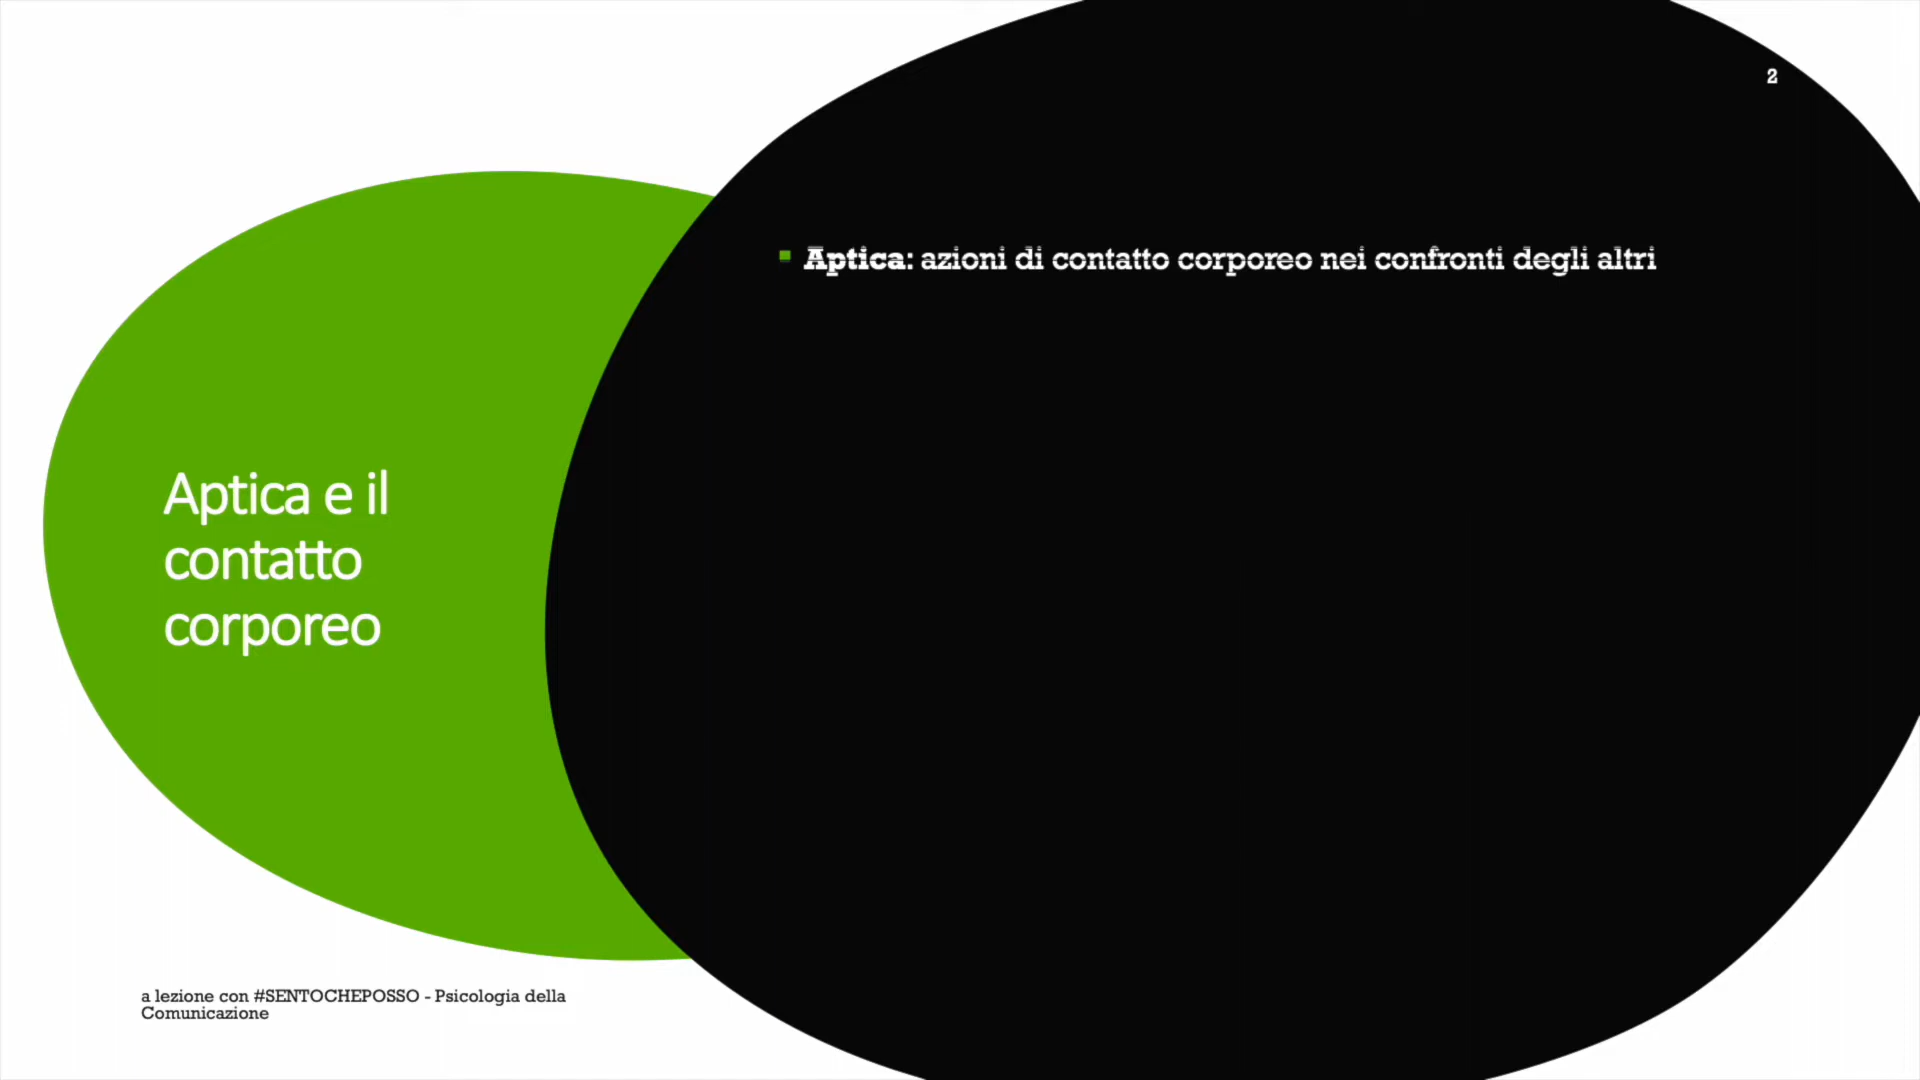 2
Aptica: azioni di contatto corporeo nei confronti degli altri
Aptica e il
contatto
corporeo
a lezione con #SENTOCHEPOSSO - Psicologia della
Comunicazione